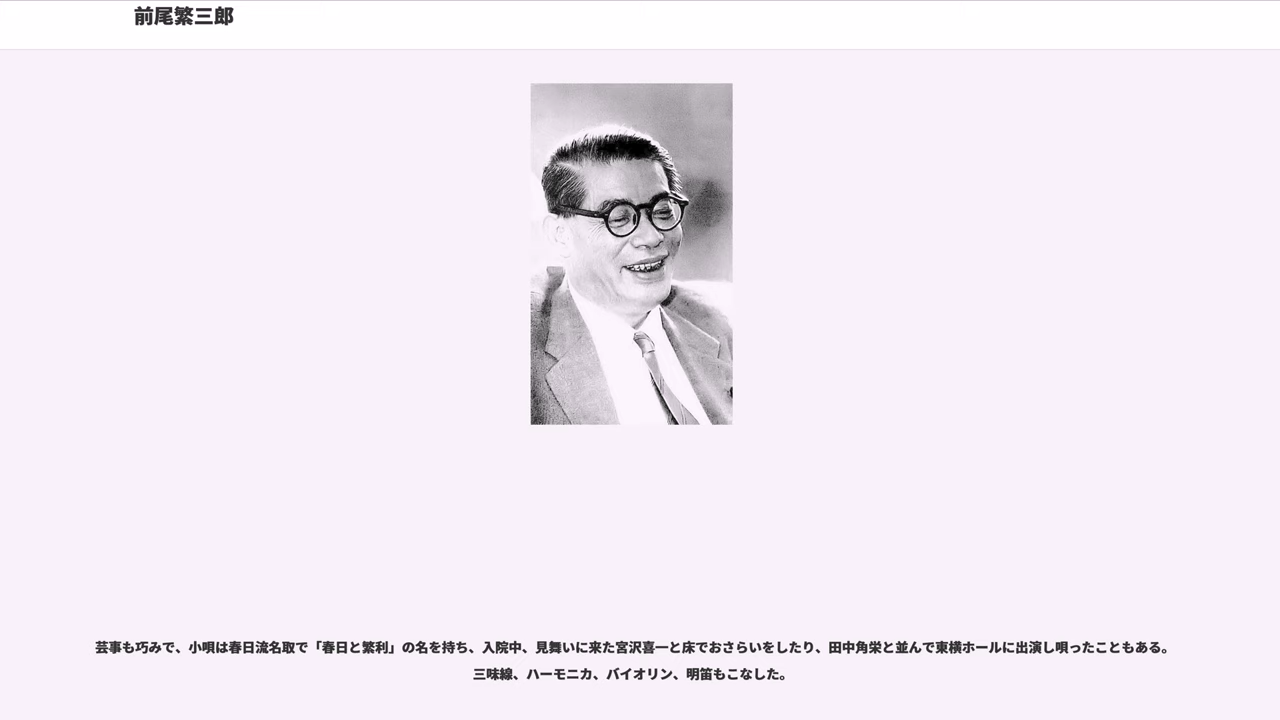 前尾繁三郎
芸事も巧みで、小唄は春日流名取で「春日と繁利」の名を持ち、入院中、見舞いに来た宮沢喜一と床でおさらいをしたり、田中角栄と並んで東横ホールに出演し唄ったこともある。
三味線、ハーモニカ、バイオリン、明笛もこなした。